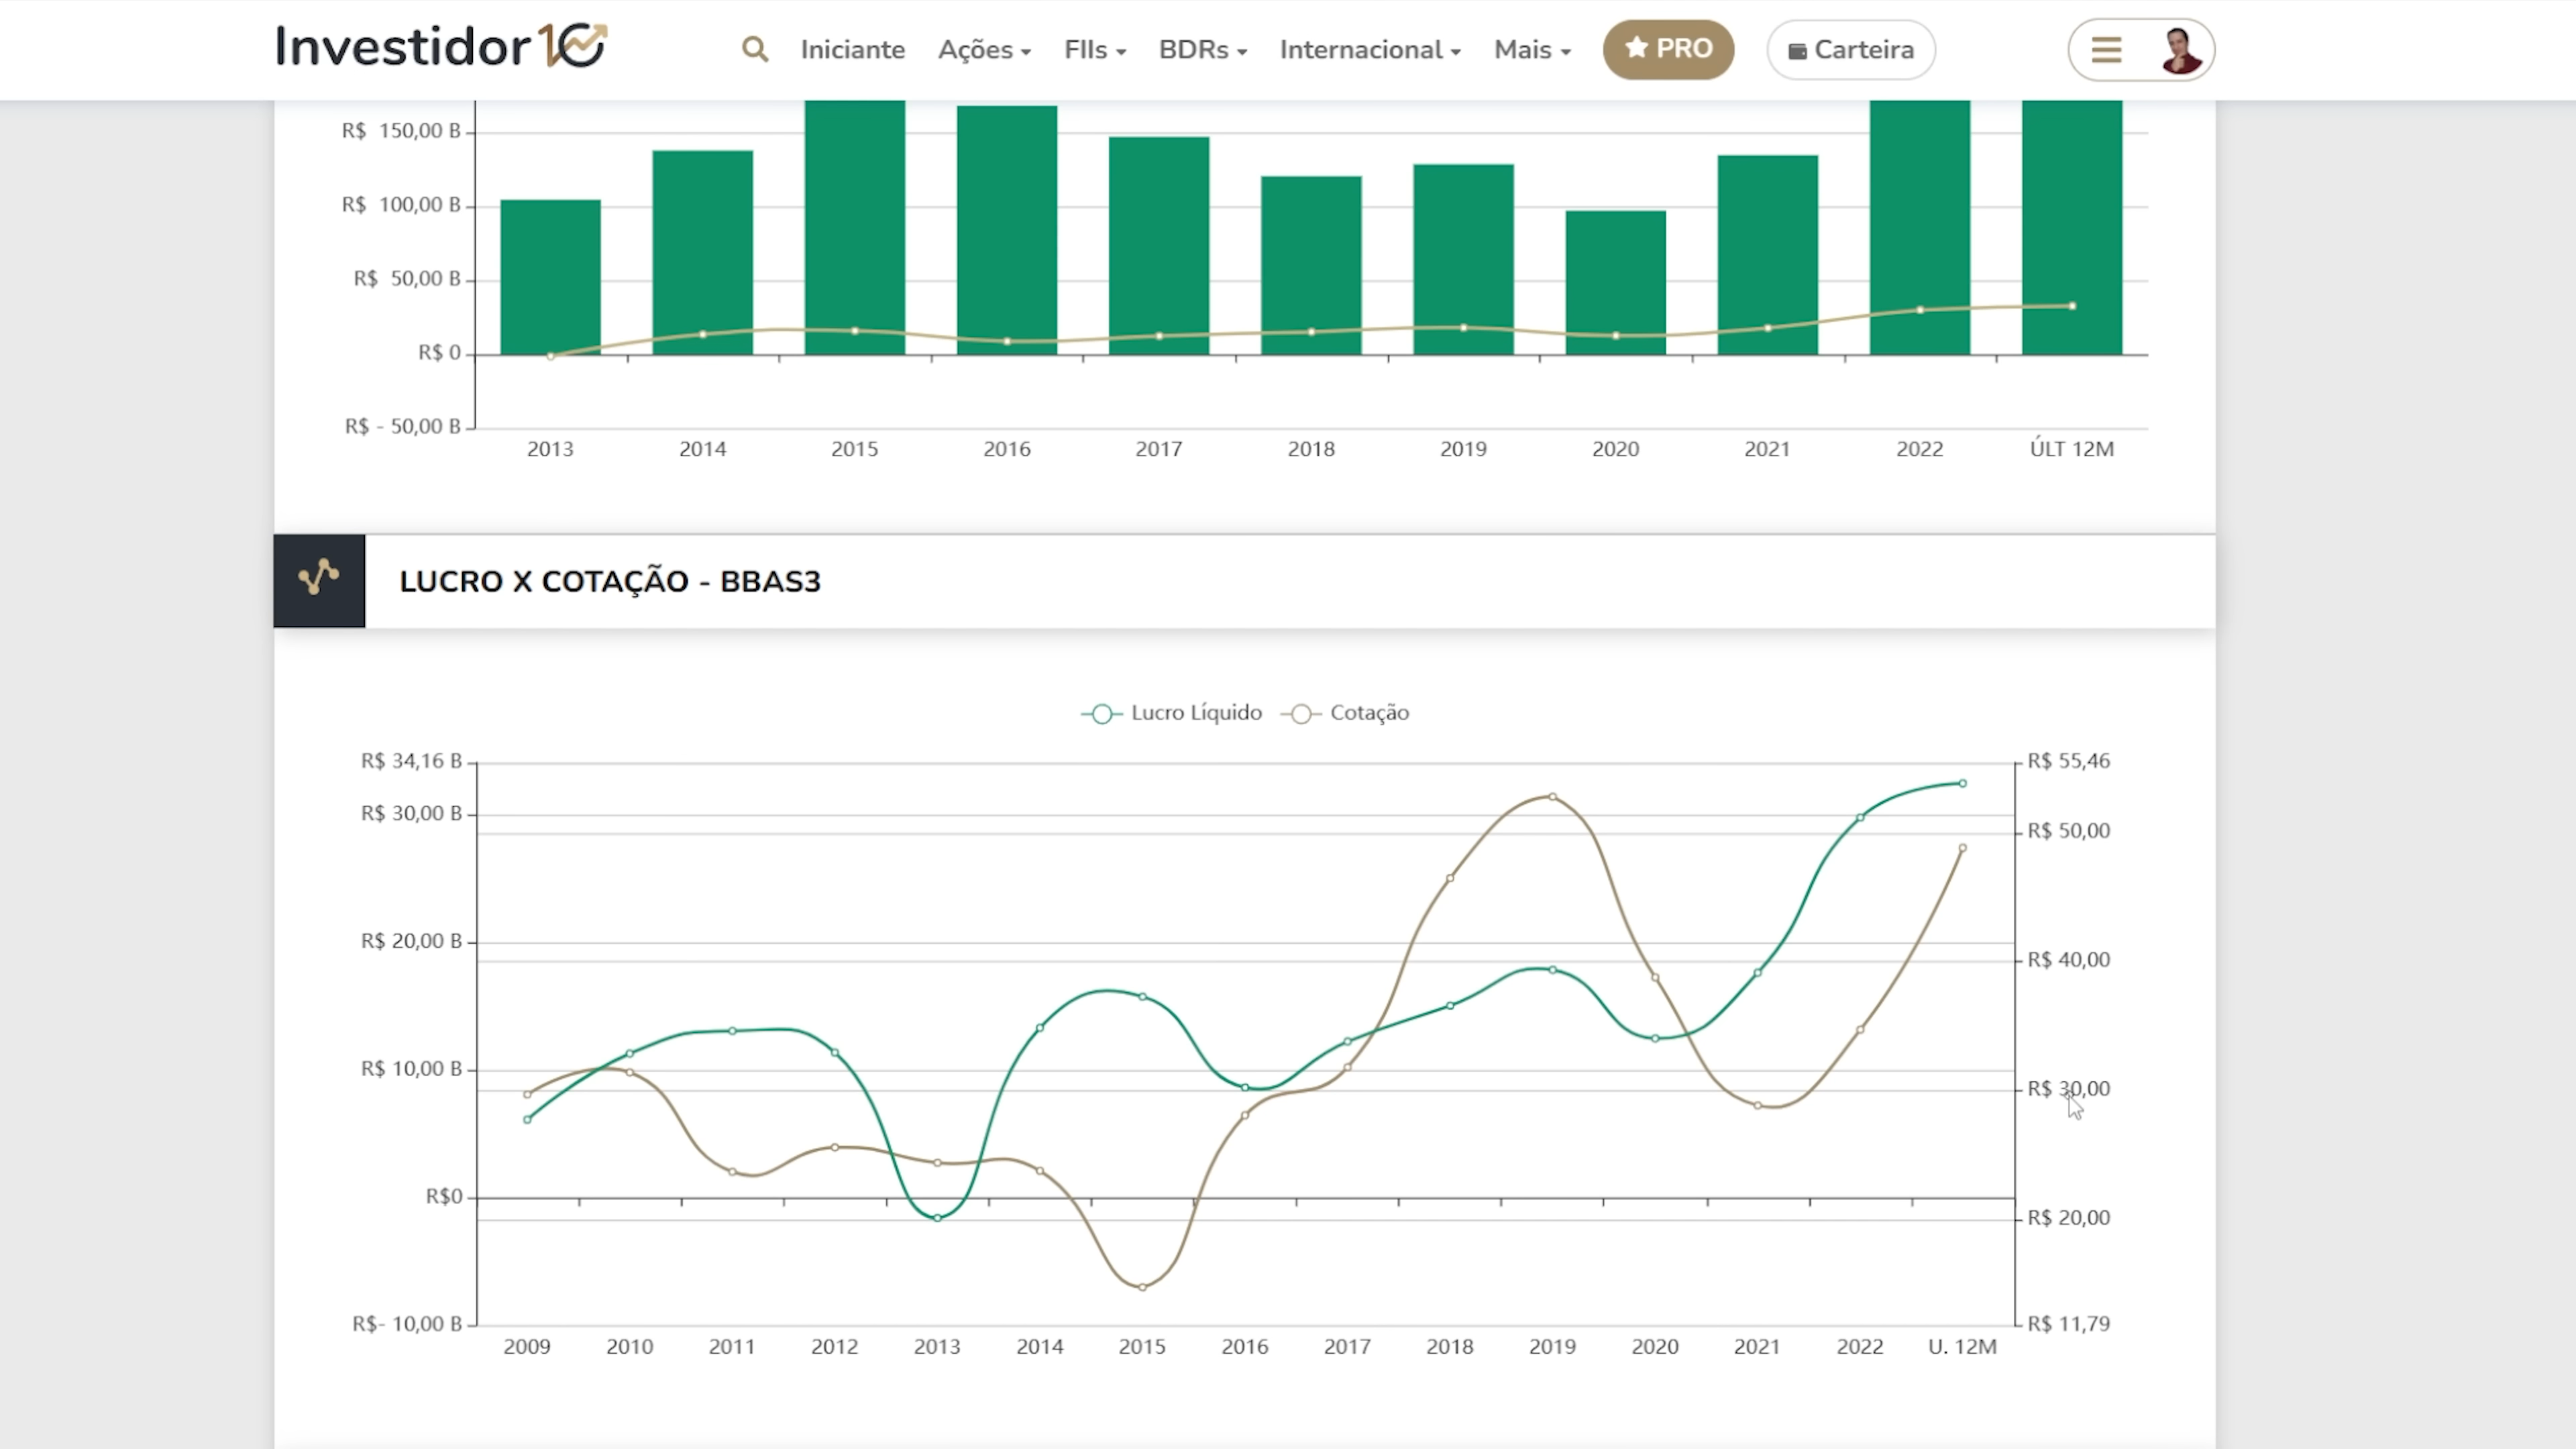 Investidor10 Iniciante Ações FIIs BDRs Internacional Mais PRO Carteira
R$ 150,00 B
R$ 100,00 B
R$ 50,00 B
R$ 0
R$ - 50,00 B
2013 2014 2015 2016 2017 2018 2019 2020 2021 2022 ÚLT 12M
LUCRO X COTAÇÃO - BBAS3
Lucro Líquido Cotação
R$ 34,16 B R$ 55,46
R$ 30,00 B R$ 50,00
R$ 20,00 B R$ 40,00
R$ 10,00 B R$ 30,00
R$0 R$ 20,00
R$- 10,00 B R$ 11,79
2009 2010 2011 2012 2013 2014 2015 2016 2017 2018 2019 2020 2021 2022 U. 12M